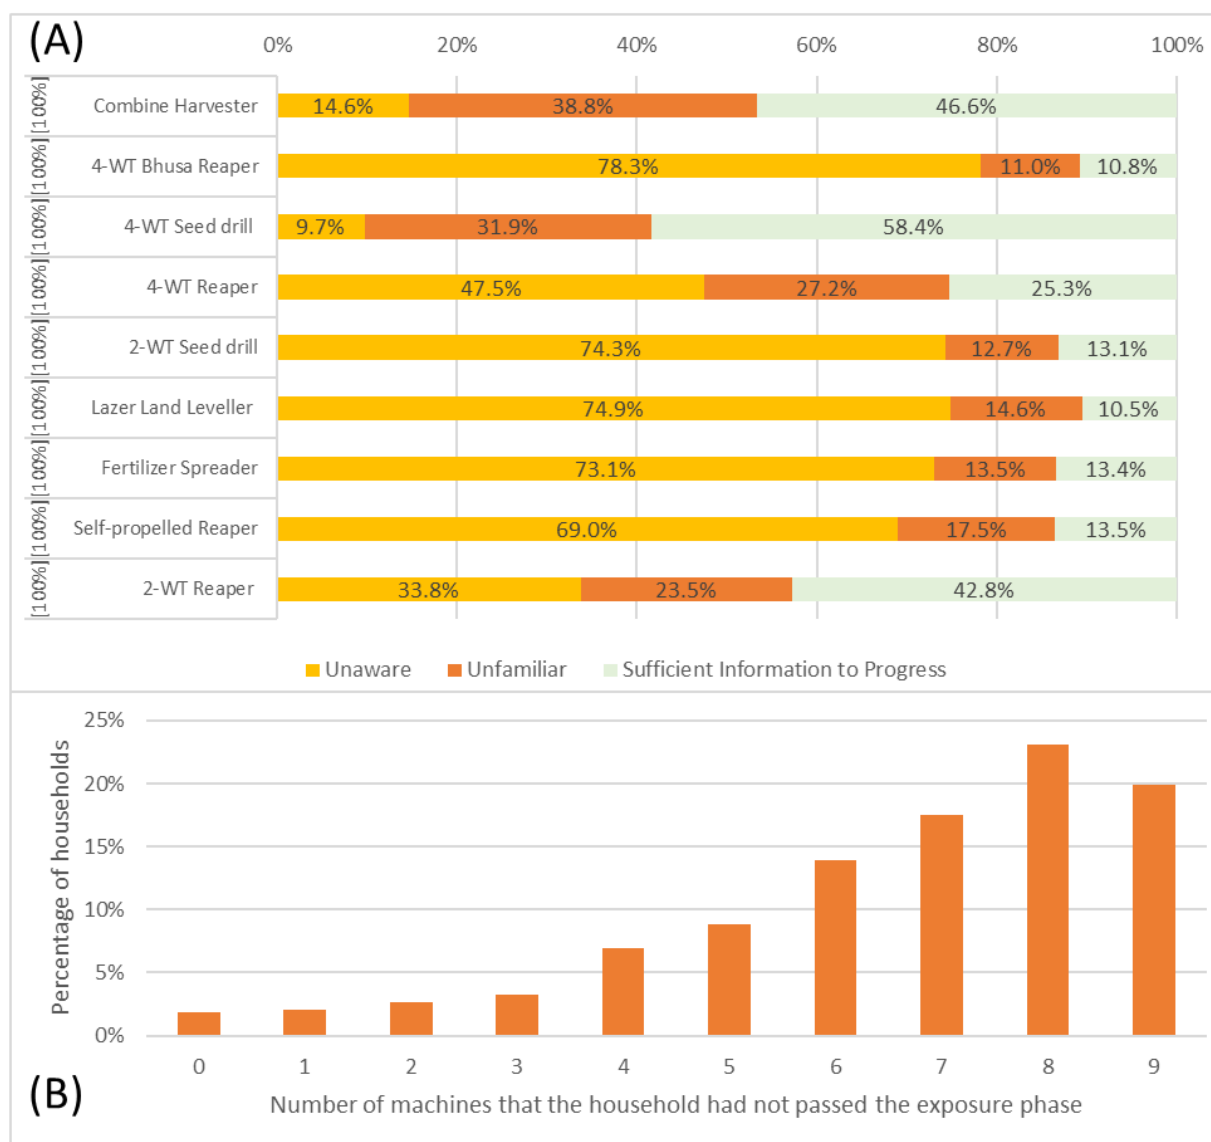 (A)
0% 20% 40% 60% 80% 100%
[100%] Combine Harvester 14.6% 38.8% 46.6%
[100%] 4-WT Bhusa Reaper 78.3% 11.0% 10.8%
[100%] 4-WT Seed drill 9.7% 31.9% 58.4%
[100%] 4-WT Reaper 47.5% 27.2% 25.3%
[100%] 2-WT Seed drill 74.3% 12.7% 13.1%
[100%] Lazer Land Leveller 74.9% 14.6% 10.5%
[100%] Fertilizer Spreader 73.1% 13.5% 13.4%
[100%] Self-propelled Reaper 69.0% 17.5% 13.5%
[100%] 2-WT Reaper 33.8% 23.5% 42.8%
Unaware Unfamiliar Sufficient Information to Progress
Percentage of households
25%
20%
15%
10%
5%
0%
0 1 2 3 4 5 6 7 8 9
(B)
Number of machines that the household had not passed the exposure phase